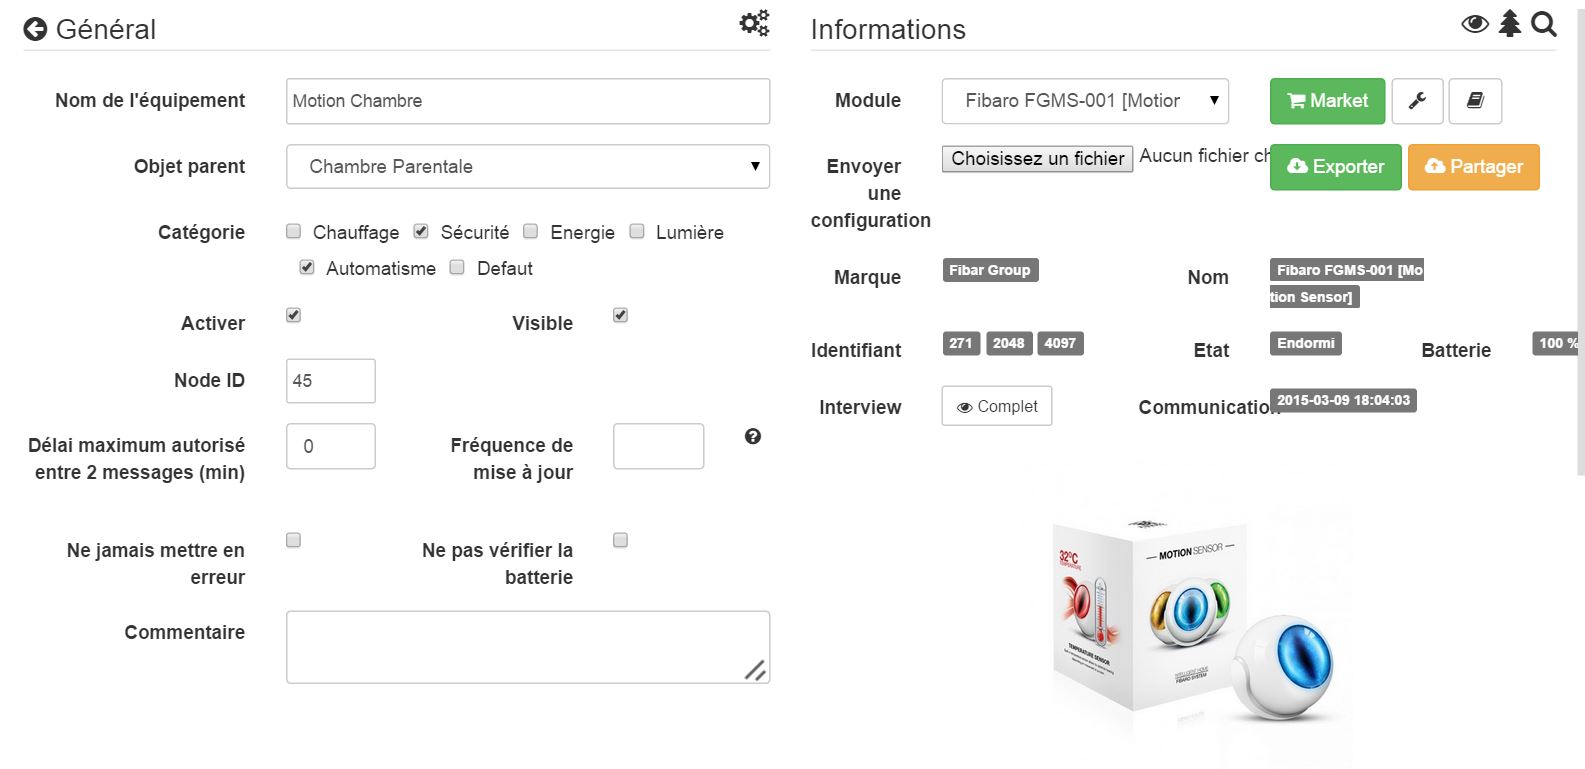 Général
Nom de l'équipement
Motion Chambre
Objet parent
Chambre Parentale
Catégorie
Chauffage Sécurité Energie Lumière
Automatisme Defaut
Activer
Visible
Node ID
45
Délai maximum autorisé
entre 2 messages (min)
0
Fréquence de
mise à jour
Ne jamais mettre en
erreur
Ne pas vérifier la
batterie
Commentaire
Informations
Module
Fibaro FGMS-001 [Motior
Market
Envoyer
une
configuration
Choisissez un fichier Aucun fichier ch
Exporter
Partager
Marque
Fibar Group
Nom
Fibaro FGMS-001 [Mo
tion Sensor]
Identifiant
271 2048 4097
Etat
Endormi
Batterie
100 %
Interview
Complet
Communication
2015-03-09 18:04:03
32°C
TEMPERATURE
MOTION SENSOR
TEMPERATURE SENSOR
INTELLIGENT HOME
FIBARO SYSTEM